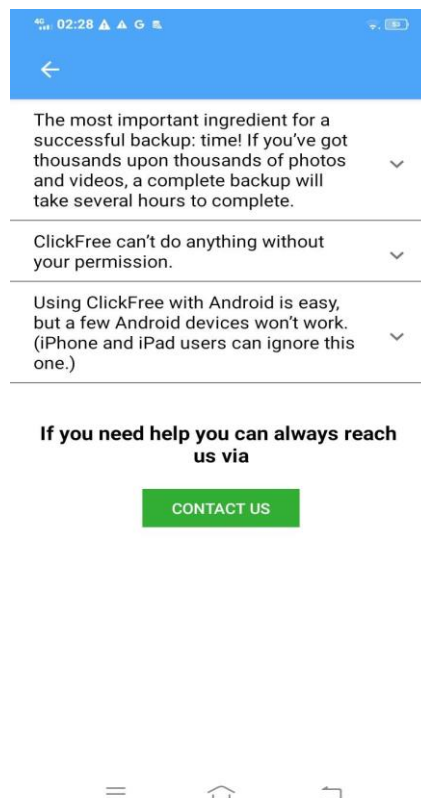 4G 02:28 G
The most important ingredient for a
successful backup: time! If you’ve got
thousands upon thousands of photos
and videos, a complete backup will
take several hours to complete.
ClickFree can’t do anything without
your permission.
Using ClickFree with Android is easy,
but a few Android devices won’t work.
(iPhone and iPad users can ignore this
one.)
If you need help you can always reach
us via
CONTACT US